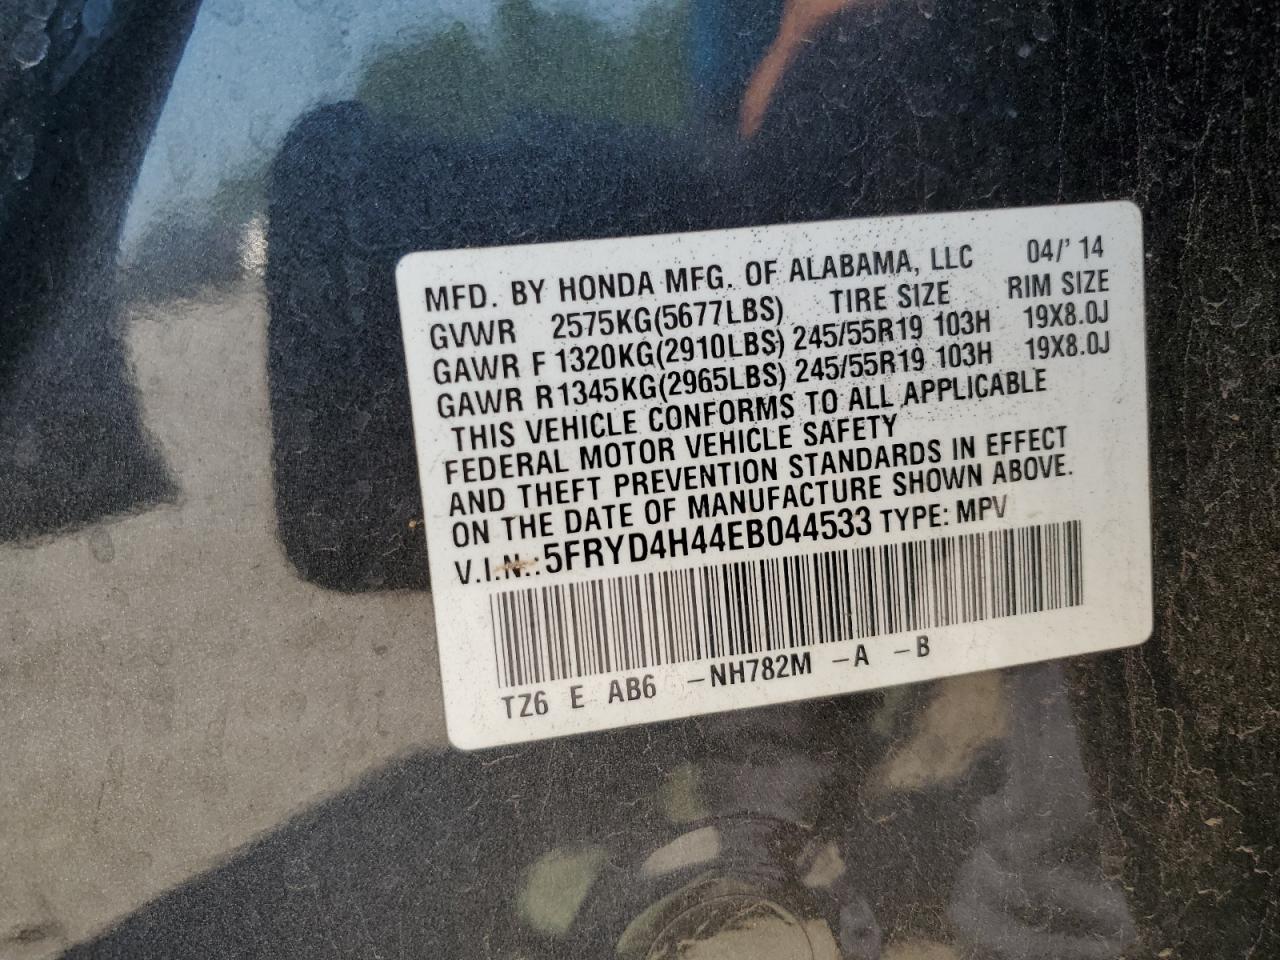 MFD. BY HONDA MFG. OF ALABAMA, LLC 04/' 14
GVWR 2575KG(5677LBS) TIRE SIZE RIM SIZE
GAWR F 1320KG(2910LBS) 245/55R19 103H 19X8.0J
GAWR R1345KG(2965LBS) 245/55R19 103H 19X8.0J
THIS VEHICLE CONFORMS TO ALL APPLICABLE
FEDERAL MOTOR VEHICLE SAFETY
AND THEFT PREVENTION STANDARDS IN EFFECT
ON THE DATE OF MANUFACTURE SHOWN ABOVE.
V.I.N.: 5FRYD4H44EB044533 TYPE: MPV
TZ6 E AB6 -NH782M -A -B